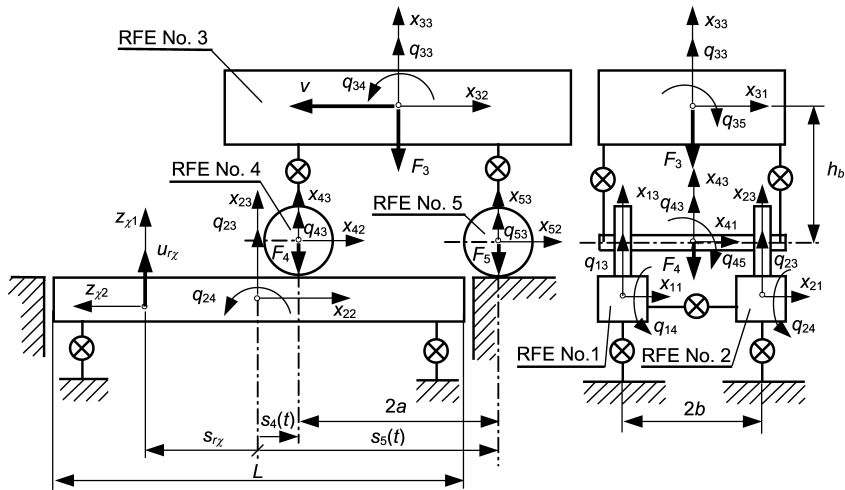 x₃₃
q₃₃
RFE No. 3
v
q₃₄
x₃₂
F₃
RFE No. 4
x₂₃
x₄₃
q₂₃
q₄₃
x₄₂
F₄
RFE No. 5
x₅₃
q₅₃
x₅₂
F₅
z_χ1
u_rχ
z_χ2
q₂₄
x₂₂
2a
s₄(t)
s_rχ
s₅(t)
L
x₃₃
q₃₃
x₃₁
q₃₅
F₃
h_b
x₄₃
x₁₃
x₂₃
q₄₃
x₄₁
q₁₃
F₄
q₄₅
q₂₃
x₁₁
x₂₁
q₁₄
q₂₄
RFE No.1
RFE No. 2
2b